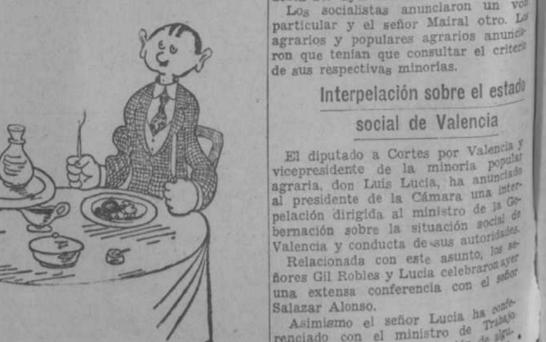 Los socialistas anunciaron un
particular y el señor Mairal otro.
agrarios y populares agrarios
ron que tenían que consultar el
de sus respectivas minorías.
Interpelación sobre el estado
social de Valencia
El diputado a Cortes por Valencia y
vicepresidente de la minoría popular
agraria, don Luis Lucia, ha anunciado
al presidente de la Cámara una inter-
pelación dirigida al ministro de la Go-
bernación sobre la situación social de
Valencia y conducta de sus autoridades.
Relacionada con este asunto, los se-
ñores Gil Robles y Lucia celebraron ayer
una extensa conferencia con el señor
Salazar Alonso.
Asimismo el señor Lucia ha confe-
renciado con el ministro de Trabajo